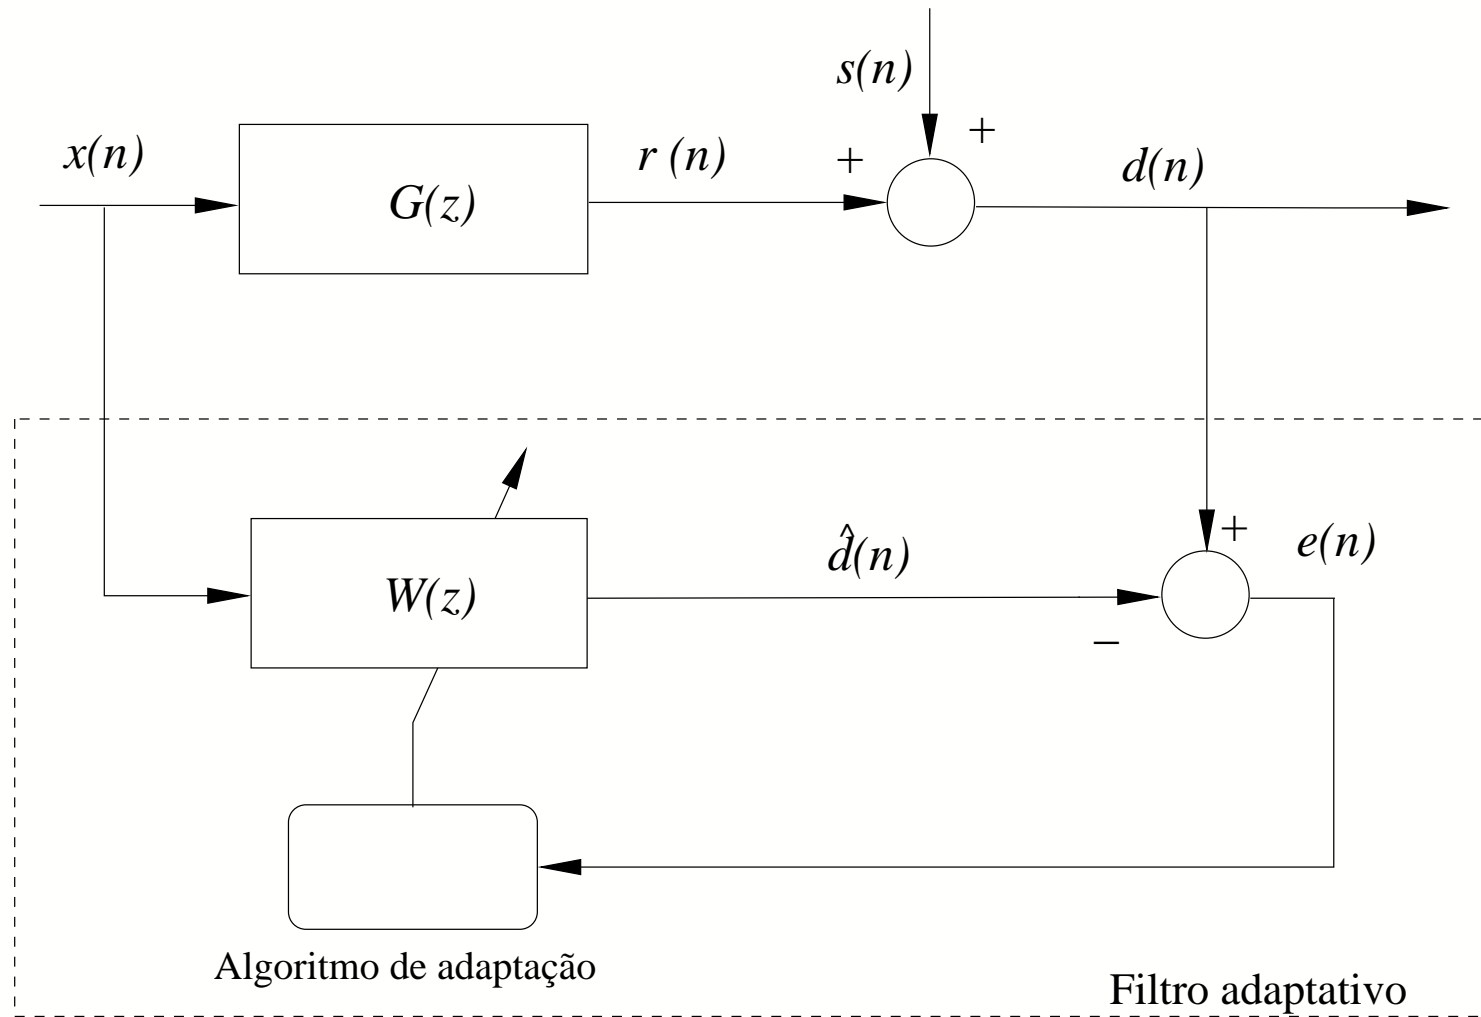 s(n)
+
x(n)
r (n)
+
d(n)
G(z)
+
d̂(n)
e(n)
W(z)
−
Algoritmo de adaptação
Filtro adaptativo